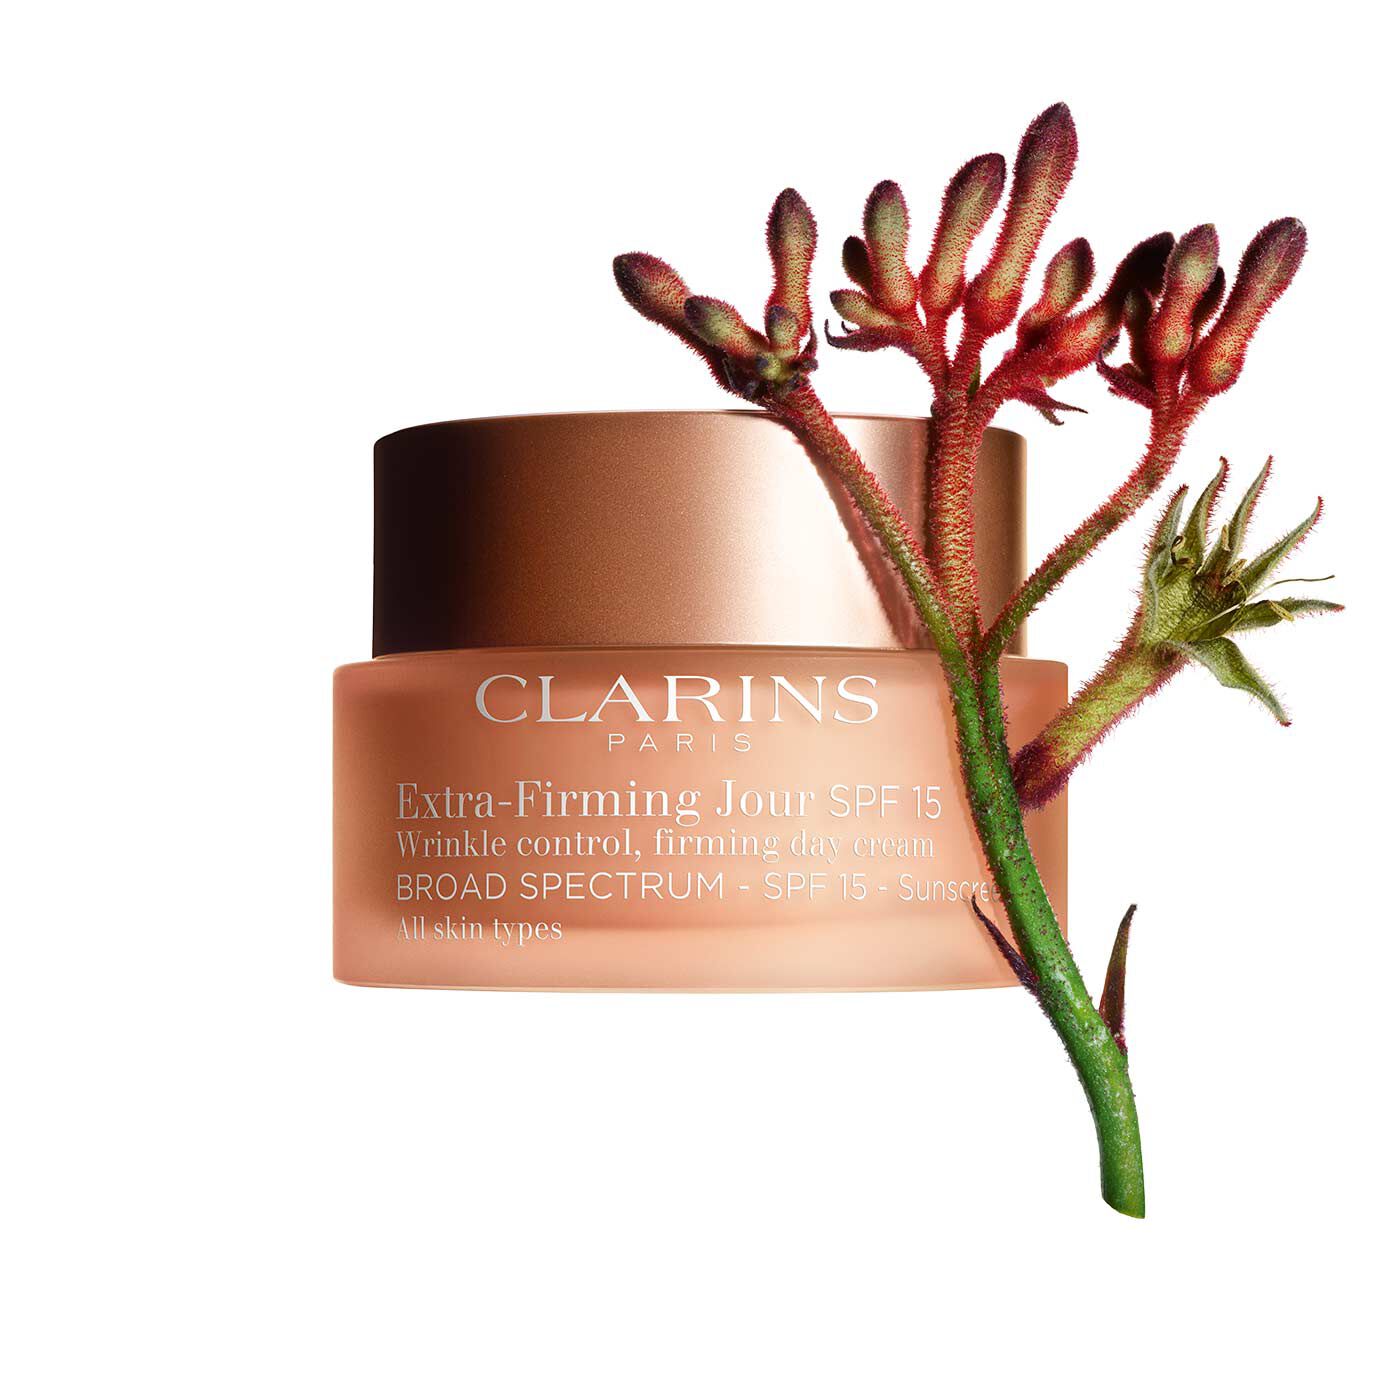 CLARINS
PARIS
Extra-Firming Jour SPF 15
Wrinkle control, firming day cream
BROAD SPECTRUM - SPF 15 -
All skin types